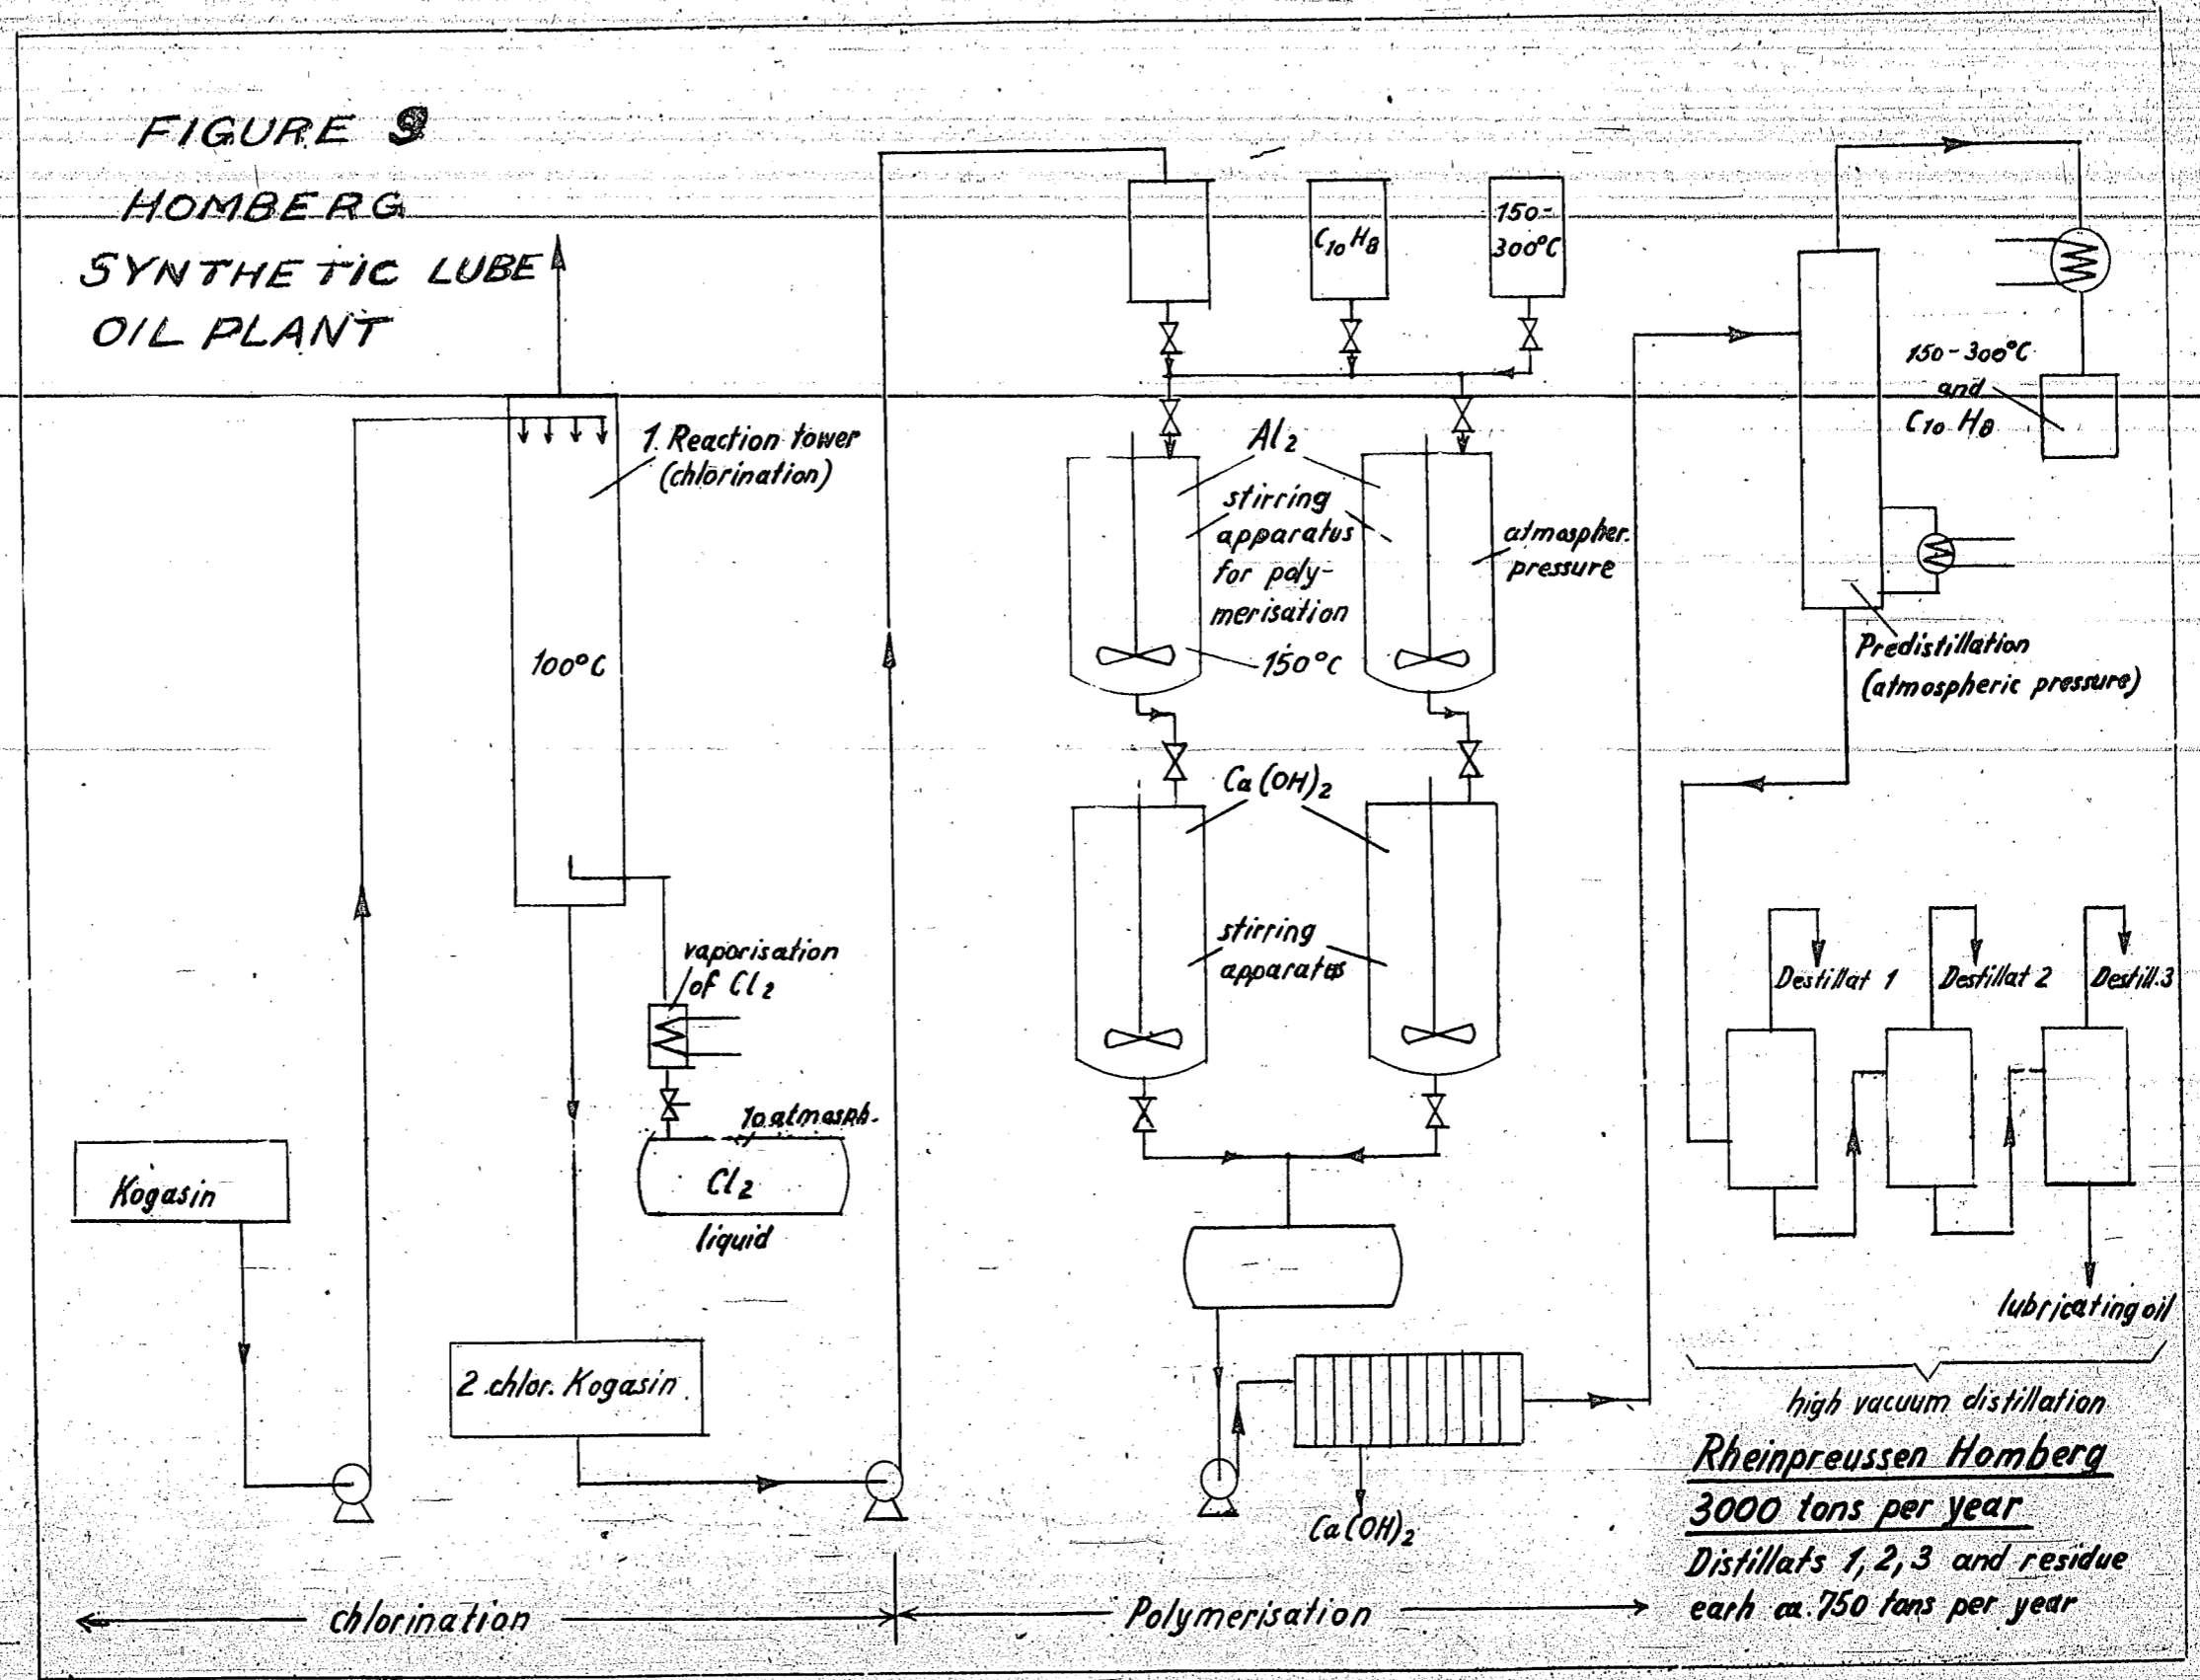 FIGURE 9
HOMBERG
SYNTHETIC LUBE
OIL PLANT
1. Reaction tower
(chlorination)
100°C
vaporisation
of Cl2
10 atmosph.
Cl2
liquid
Kogasin
2. chlor. Kogasin
chlorination
C10 H8
150-
300°C
Al2
stirring
apparatus
for poly-
merisation
150°C
atmospher.
pressure
Ca(OH)2
stirring
apparatus
Ca(OH)2
Polymerisation
150-300°C
and
C10 H8
Predistillation
(atmospheric pressure)
Destillat 1
Destillat 2
Destill. 3
lubricating oil
high vacuum distillation
Rheinpreussen Homberg
3000 tons per year
Distillats 1, 2, 3 and residue
each ca. 750 tons per year